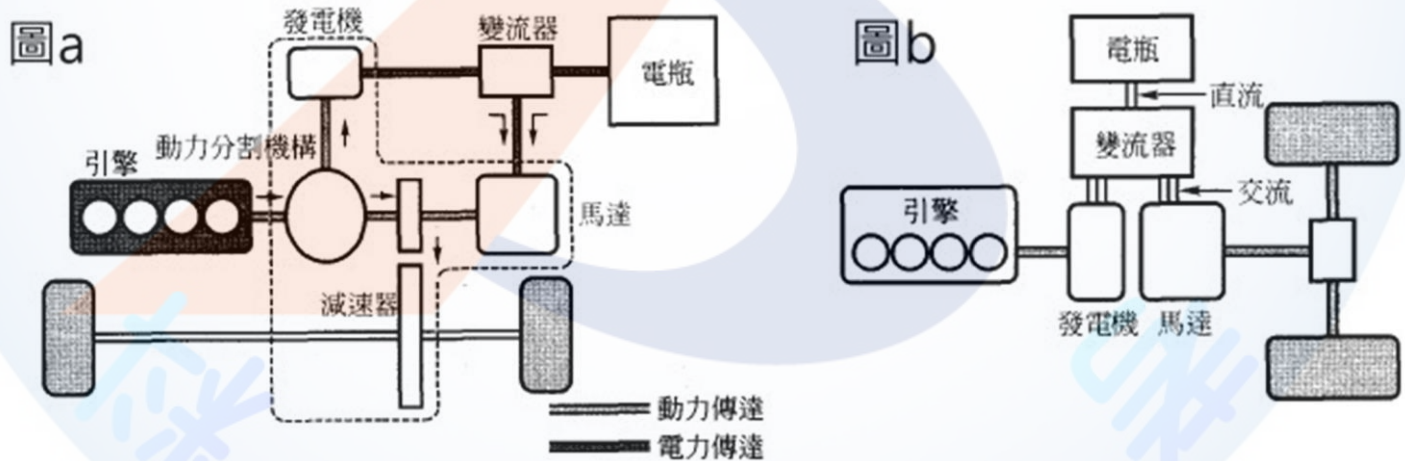 圖a
發電機
變流器
電瓶
動力分割機構
引擎
馬達
減速器
動力傳達
電力傳達
圖b
電瓶
直流
變流器
交流
引擎
發電機
馬達